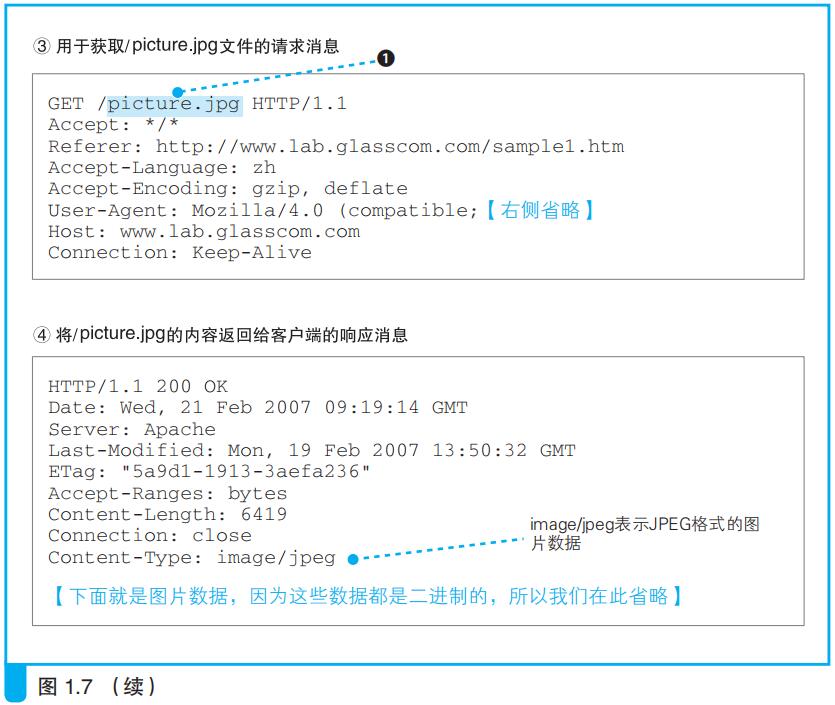 ③ 用于获取/picture.jpg文件的请求消息
❶
GET /picture.jpg HTTP/1.1
Accept: */*
Referer: http://www.lab.glasscom.com/sample1.htm
Accept-Language: zh
Accept-Encoding: gzip, deflate
User-Agent: Mozilla/4.0 (compatible;【右侧省略】
Host: www.lab.glasscom.com
Connection: Keep-Alive
④ 将/picture.jpg的内容返回给客户端的响应消息
HTTP/1.1 200 OK
Date: Wed, 21 Feb 2007 09:19:14 GMT
Server: Apache
Last-Modified: Mon, 19 Feb 2007 13:50:32 GMT
ETag: "5a9d1-1913-3aefa236"
Accept-Ranges: bytes
Content-Length: 6419
Connection: close
Content-Type: image/jpeg
image/jpeg表示JPEG格式的图
片数据
【下面就是图片数据，因为这些数据都是二进制的，所以我们在此省略】
图 1.7 （续）